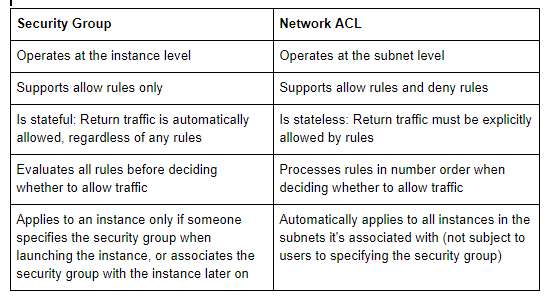 Security Group
Network ACL
Operates at the instance level
Operates at the subnet level
Supports allow rules only
Supports allow rules and deny rules
Is stateful: Return traffic is automatically
allowed, regardless of any rules
Is stateless: Return traffic must be explicitly
allowed by rules
Evaluates all rules before deciding
whether to allow traffic
Processes rules in number order when
deciding whether to allow traffic
Applies to an instance only if someone
specifies the security group when
launching the instance, or associates the
security group with the instance later on
Automatically applies to all instances in the
subnets it's associated with (not subject to
users to specifying the security group)